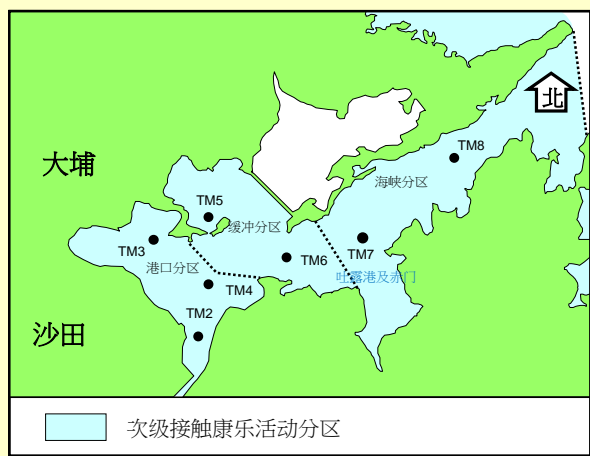 北
TM8
大埔
海峡分区
TM5
缓冲分区
TM3
TM7
TM6
港口分区
吐露港及赤门
TM4
TM2
沙田
次级接触康乐活动分区